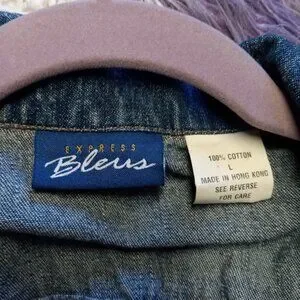 EXPRESS
Bleus
100% COTTON
L
MADE IN HONG KONG
SEE REVERSE
FOR CARE